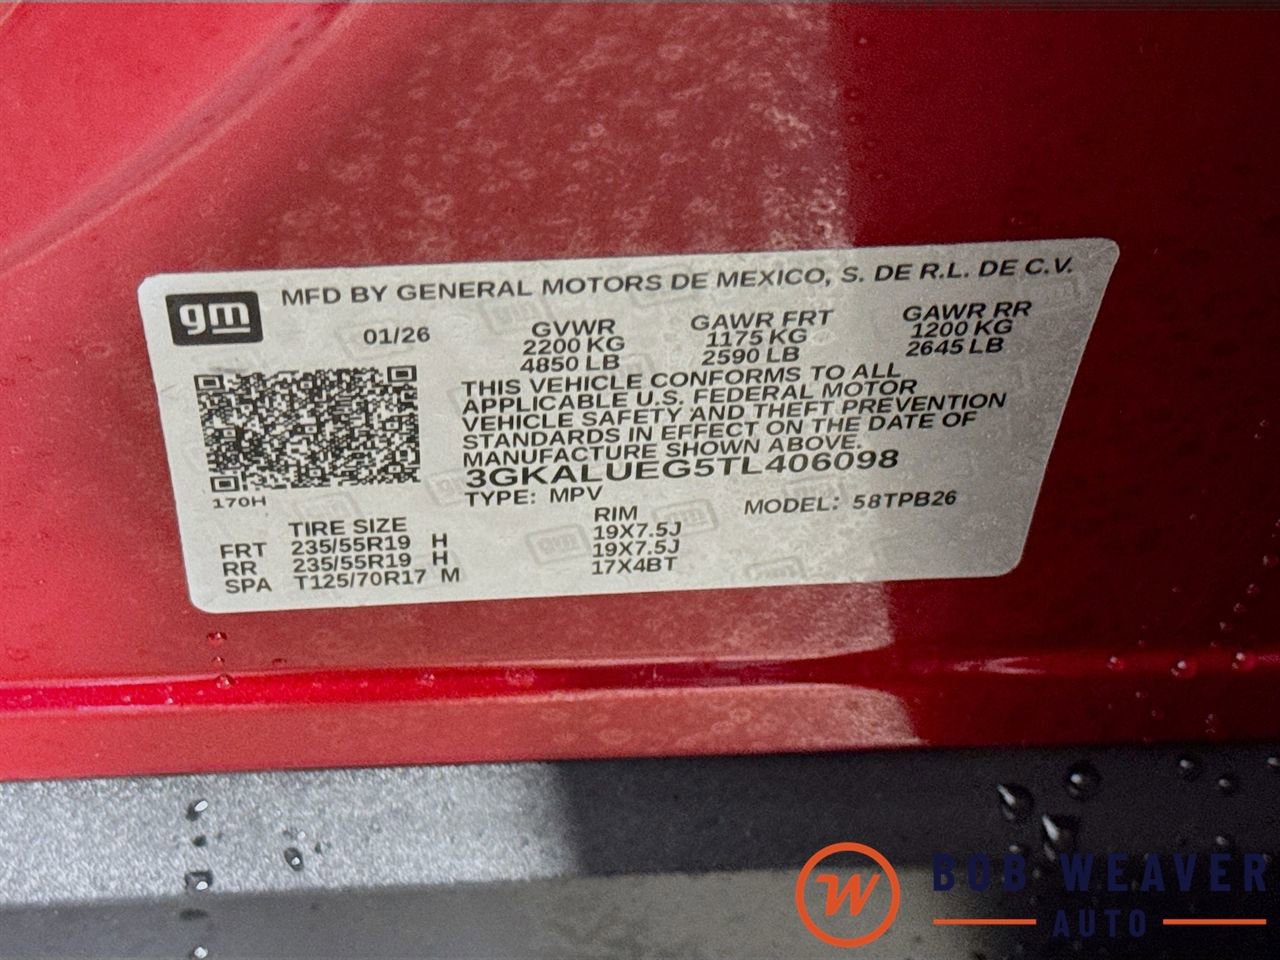 gm
MFD BY GENERAL MOTORS DE MEXICO, S. DE R.L. DE C.V.
01/26 GVWR GAWR FRT GAWR RR
2200 KG 1175 KG 1200 KG
4850 LB 2590 LB 2645 LB
THIS VEHICLE CONFORMS TO ALL
APPLICABLE U.S. FEDERAL MOTOR
VEHICLE SAFETY AND THEFT PREVENTION
STANDARDS IN EFFECT ON THE DATE OF
MANUFACTURE SHOWN ABOVE.
3GKALUEG5TL406098
170H TYPE: MPV MODEL: 58TPB26
TIRE SIZE RIM
FRT 235/55R19 H 19X7.5J
RR 235/55R19 H 19X7.5J
SPA T125/70R17 M 17X4BT
W BOB WEAVER
AUTO